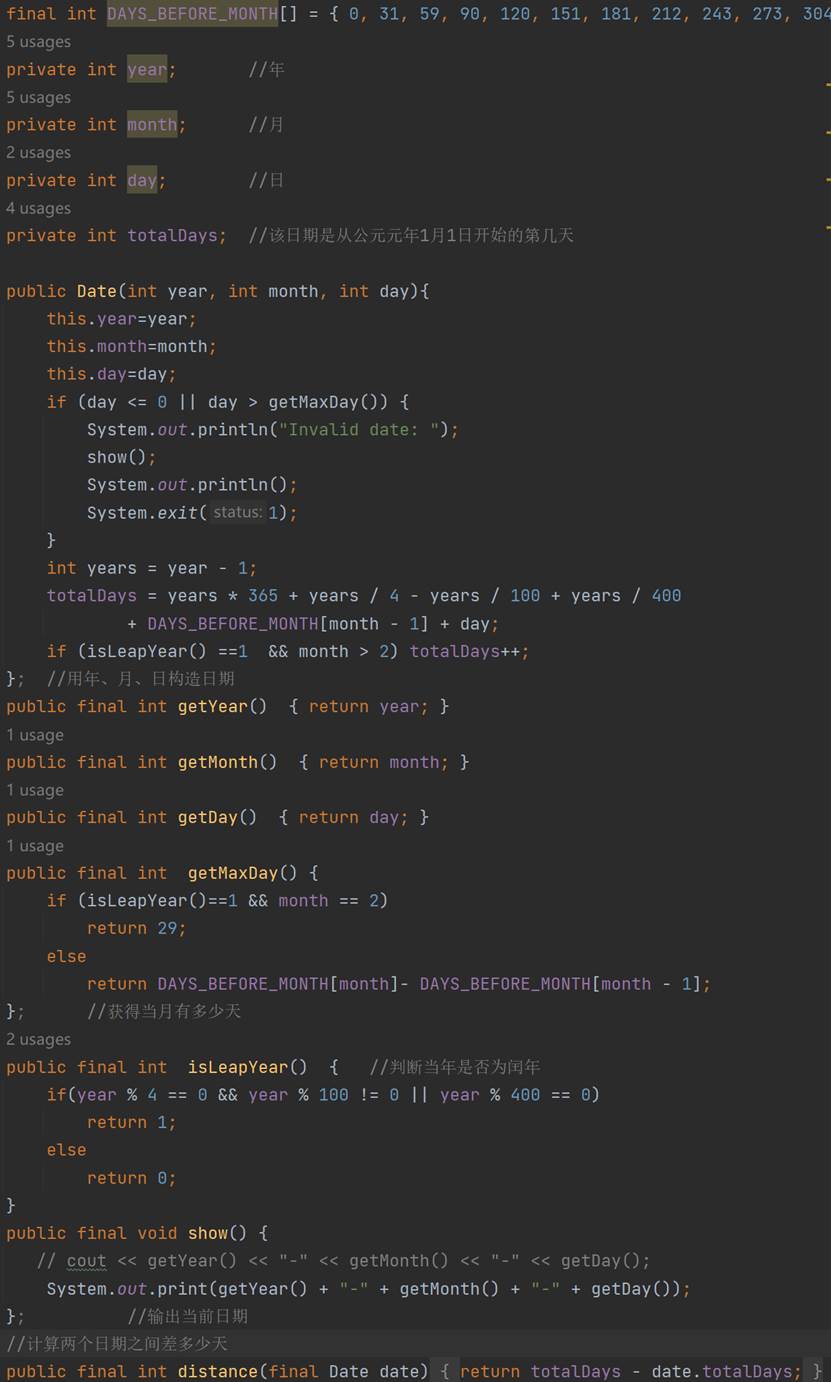 final int DAYS_BEFORE_MONTH[] = { 0, 31, 59, 90, 120, 151, 181, 212, 243, 273, 304
5 usages
private int year;       //年
5 usages
private int month;      //月
2 usages
private int day;        //日
4 usages
private int totalDays;  //该日期是从公元元年1月1日开始的第几天
public Date(int year, int month, int day){
    this.year=year;
    this.month=month;
    this.day=day;
    if (day <= 0 || day > getMaxDay()) {
        System.out.println("Invalid date: ");
        show();
        System.out.println();
        System.exit( status: 1);
    }
    int years = year - 1;
    totalDays = years * 365 + years / 4 - years / 100 + years / 400
            + DAYS_BEFORE_MONTH[month - 1] + day;
    if (isLeapYear() ==1  && month > 2) totalDays++;
};  //用年、月、日构造日期
public final int getYear()  { return year; }
1 usage
public final int getMonth()  { return month; }
1 usage
public final int getDay()  { return day; }
1 usage
public final int  getMaxDay() {
    if (isLeapYear()==1 && month == 2)
        return 29;
    else
        return DAYS_BEFORE_MONTH[month]- DAYS_BEFORE_MONTH[month - 1];
};      //获得当月有多少天
2 usages
public final int  isLeapYear()  {   //判断当年是否为闰年
    if(year % 4 == 0 && year % 100 != 0 || year % 400 == 0)
        return 1;
    else
        return 0;
}
public final void show() {
   // cout << getYear() << "-" << getMonth() << "-" << getDay();
    System.out.print(getYear() + "-" + getMonth() + "-" + getDay());
};          //输出当前日期
//计算两个日期之间差多少天
public final int distance(final Date date) { return totalDays - date.totalDays; }